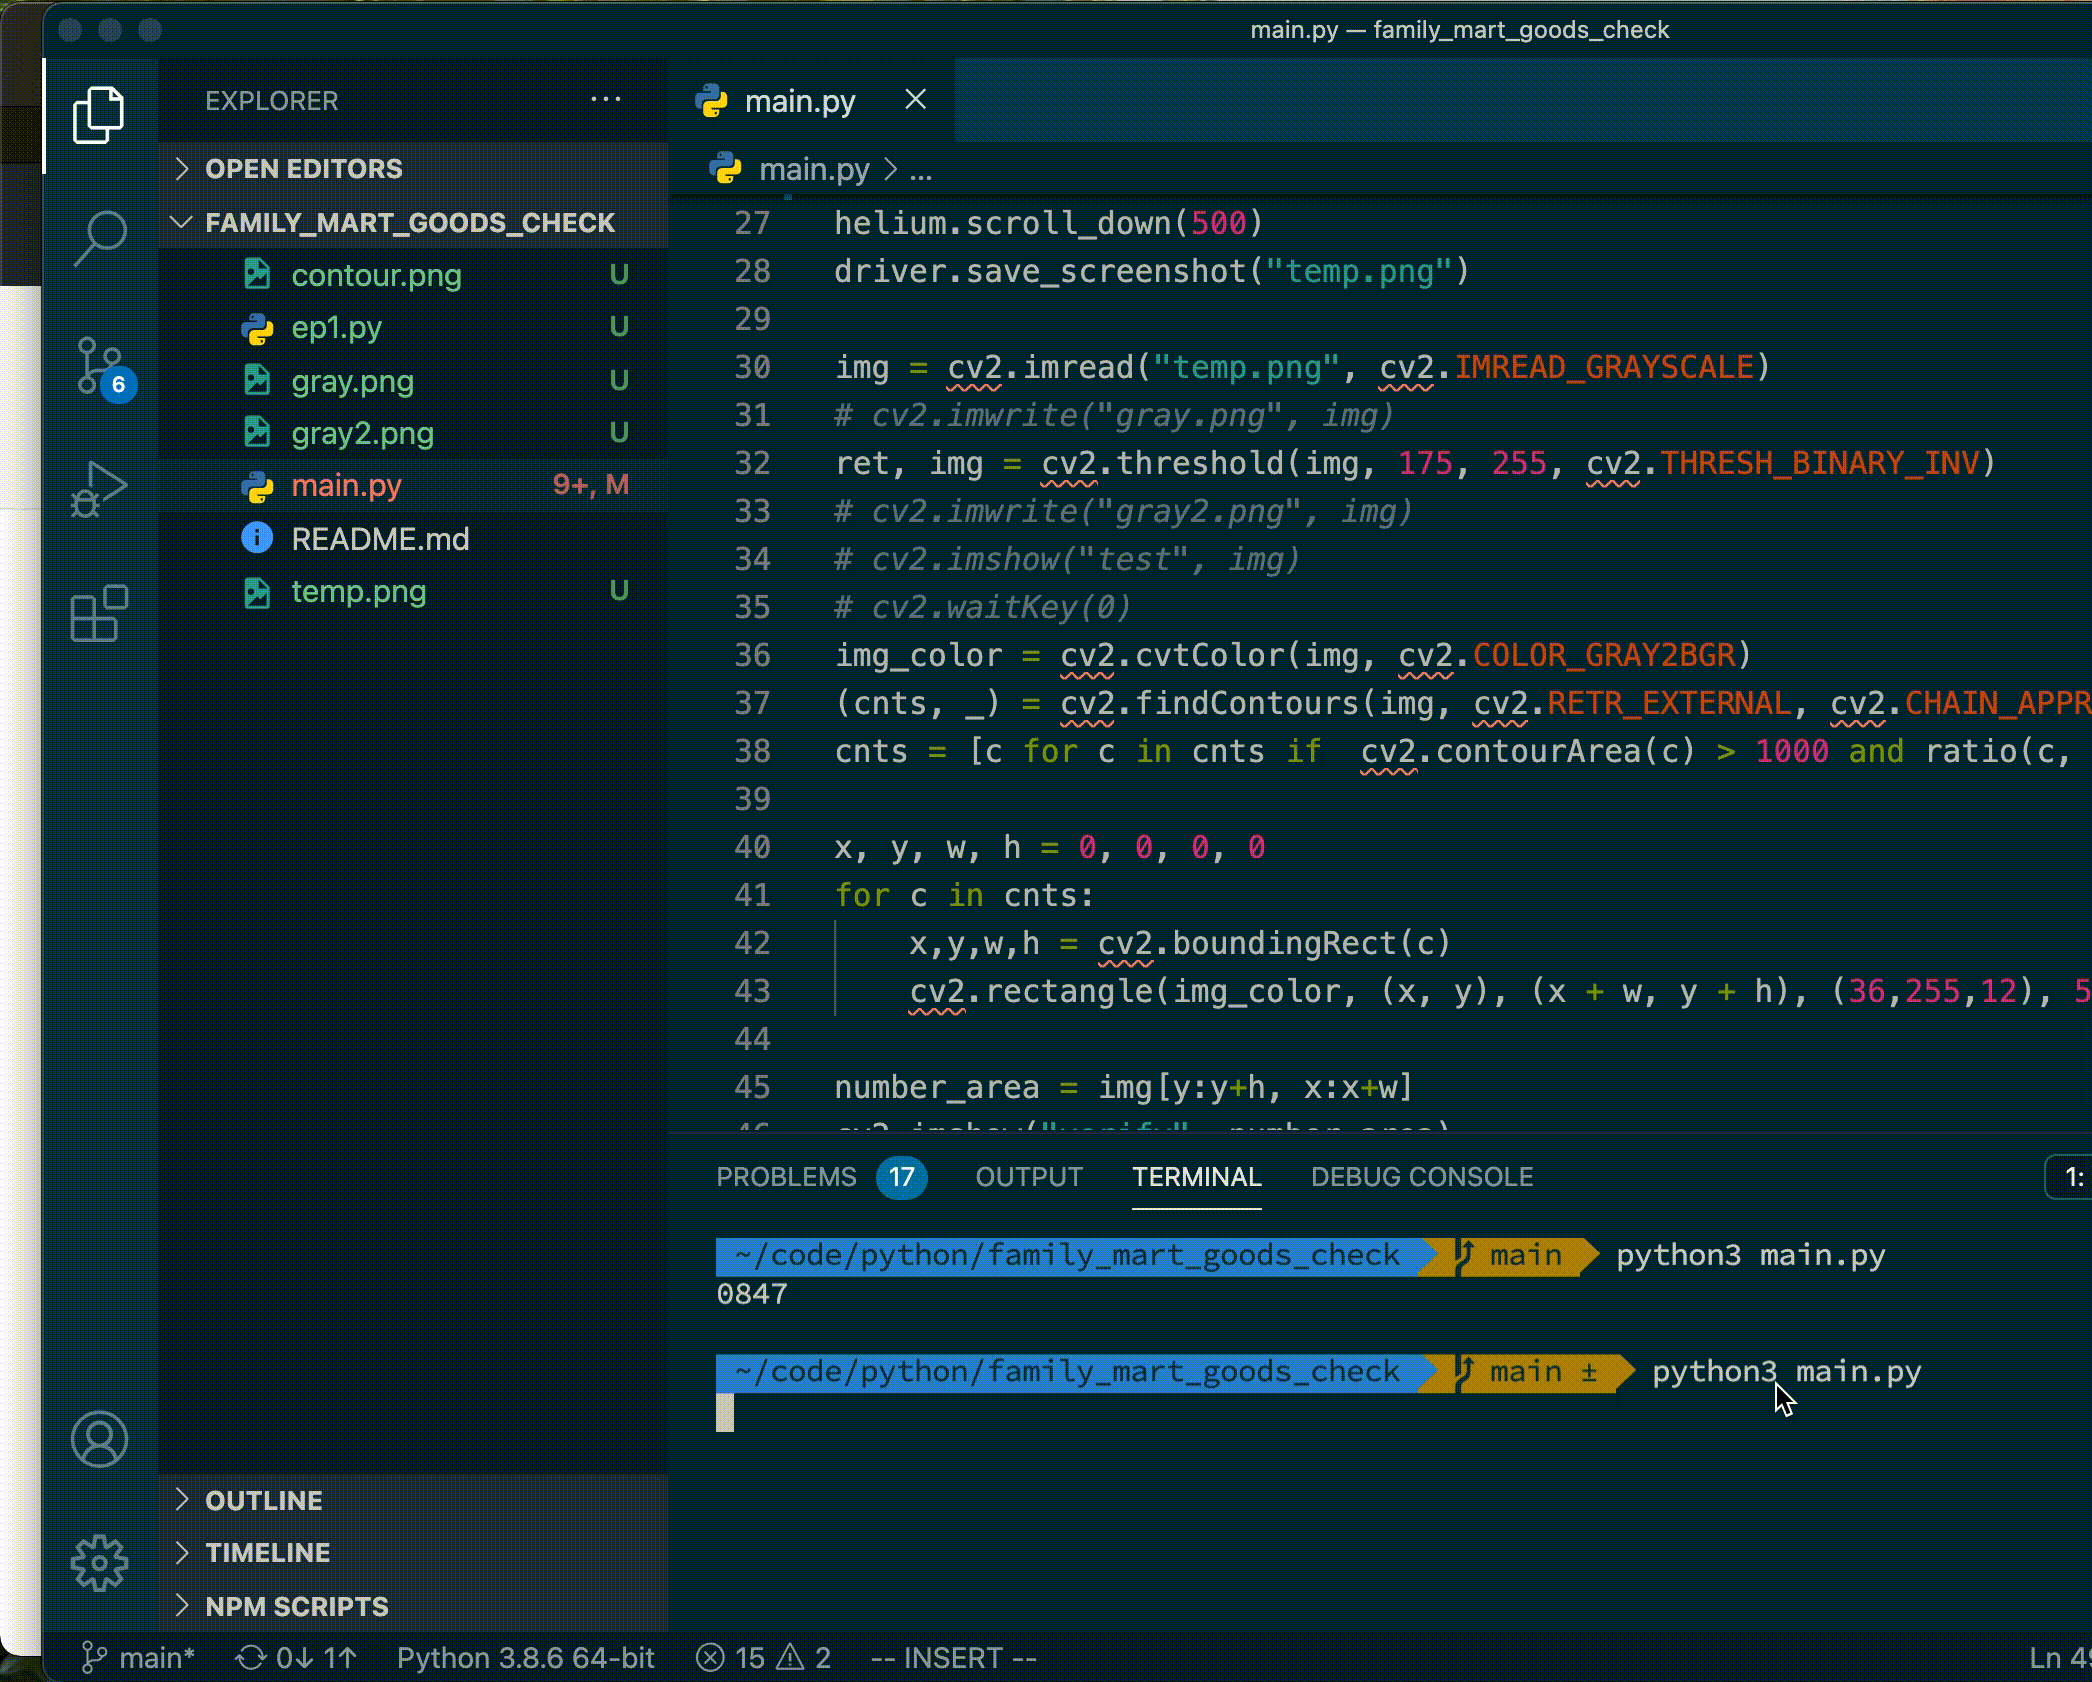 main.py — family_mart_goods_check
EXPLORER
OPEN EDITORS
FAMILY_MART_GOODS_CHECK
contour.png U
ep1.py U
gray.png U
gray2.png U
main.py 9+, M
README.md
temp.png U
OUTLINE
TIMELINE
NPM SCRIPTS
6
main.py
main.py > ...
27 helium.scroll_down(500)
28 driver.save_screenshot("temp.png")
29
30 img = cv2.imread("temp.png", cv2.IMREAD_GRAYSCALE)
31 # cv2.imwrite("gray.png", img)
32 ret, img = cv2.threshold(img, 175, 255, cv2.THRESH_BINARY_INV)
33 # cv2.imwrite("gray2.png", img)
34 # cv2.imshow("test", img)
35 # cv2.waitKey(0)
36 img_color = cv2.cvtColor(img, cv2.COLOR_GRAY2BGR)
37 (cnts, _) = cv2.findContours(img, cv2.RETR_EXTERNAL, cv2.CHAIN_APPR
38 cnts = [c for c in cnts if  cv2.contourArea(c) > 1000 and ratio(c,
39
40 x, y, w, h = 0, 0, 0, 0
41 for c in cnts:
42 x,y,w,h = cv2.boundingRect(c)
43 cv2.rectangle(img_color, (x, y), (x + w, y + h), (36,255,12), 5
44
45 number_area = img[y:y+h, x:x+w]
46 cv2.imshow("verify", number_area)
PROBLEMS 17 OUTPUT TERMINAL DEBUG CONSOLE 1:
~/code/python/family_mart_goods_check main python3 main.py
0847
~/code/python/family_mart_goods_check main ± python3 main.py
main* 0↓ 1↑ Python 3.8.6 64-bit 15 2 -- INSERT -- Ln 49